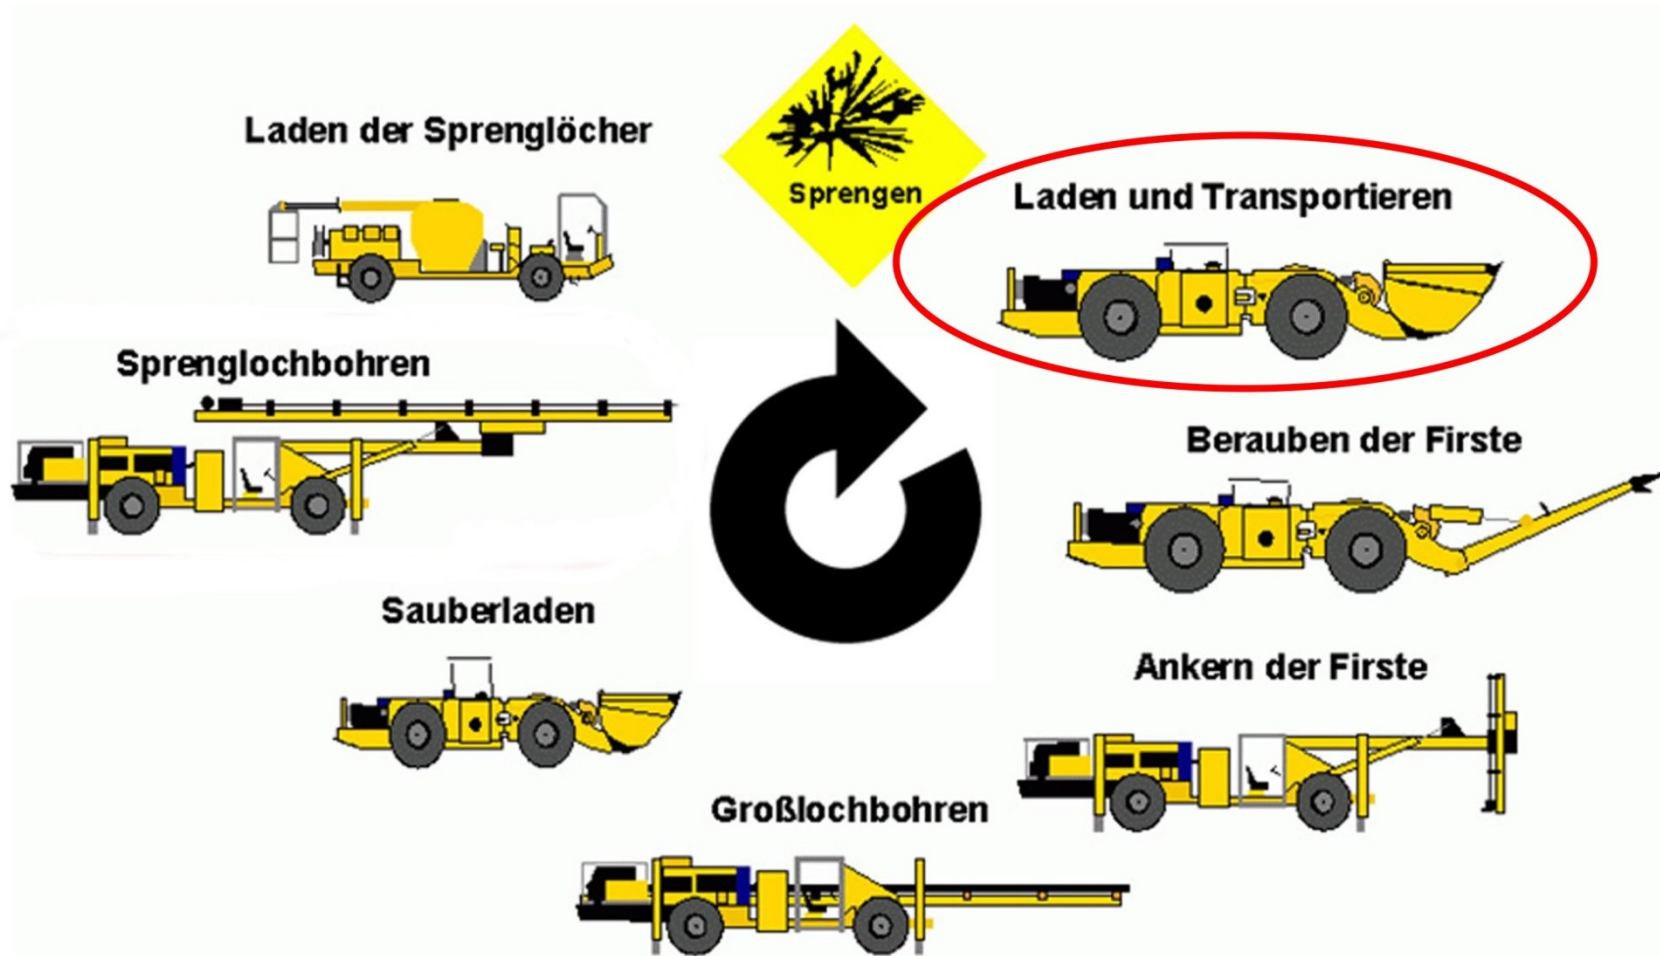 Laden der Sprenglöcher
Sprengen
Laden und Transportieren
Sprenglochbohren
Berauben der Firste
Sauberladen
Ankern der Firste
Großlochbohren